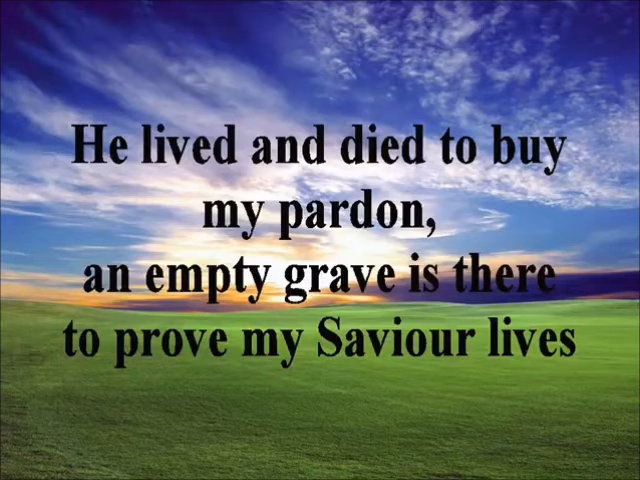 He lived and died to buy
my pardon,
an empty grave is there
to prove my Saviour lives